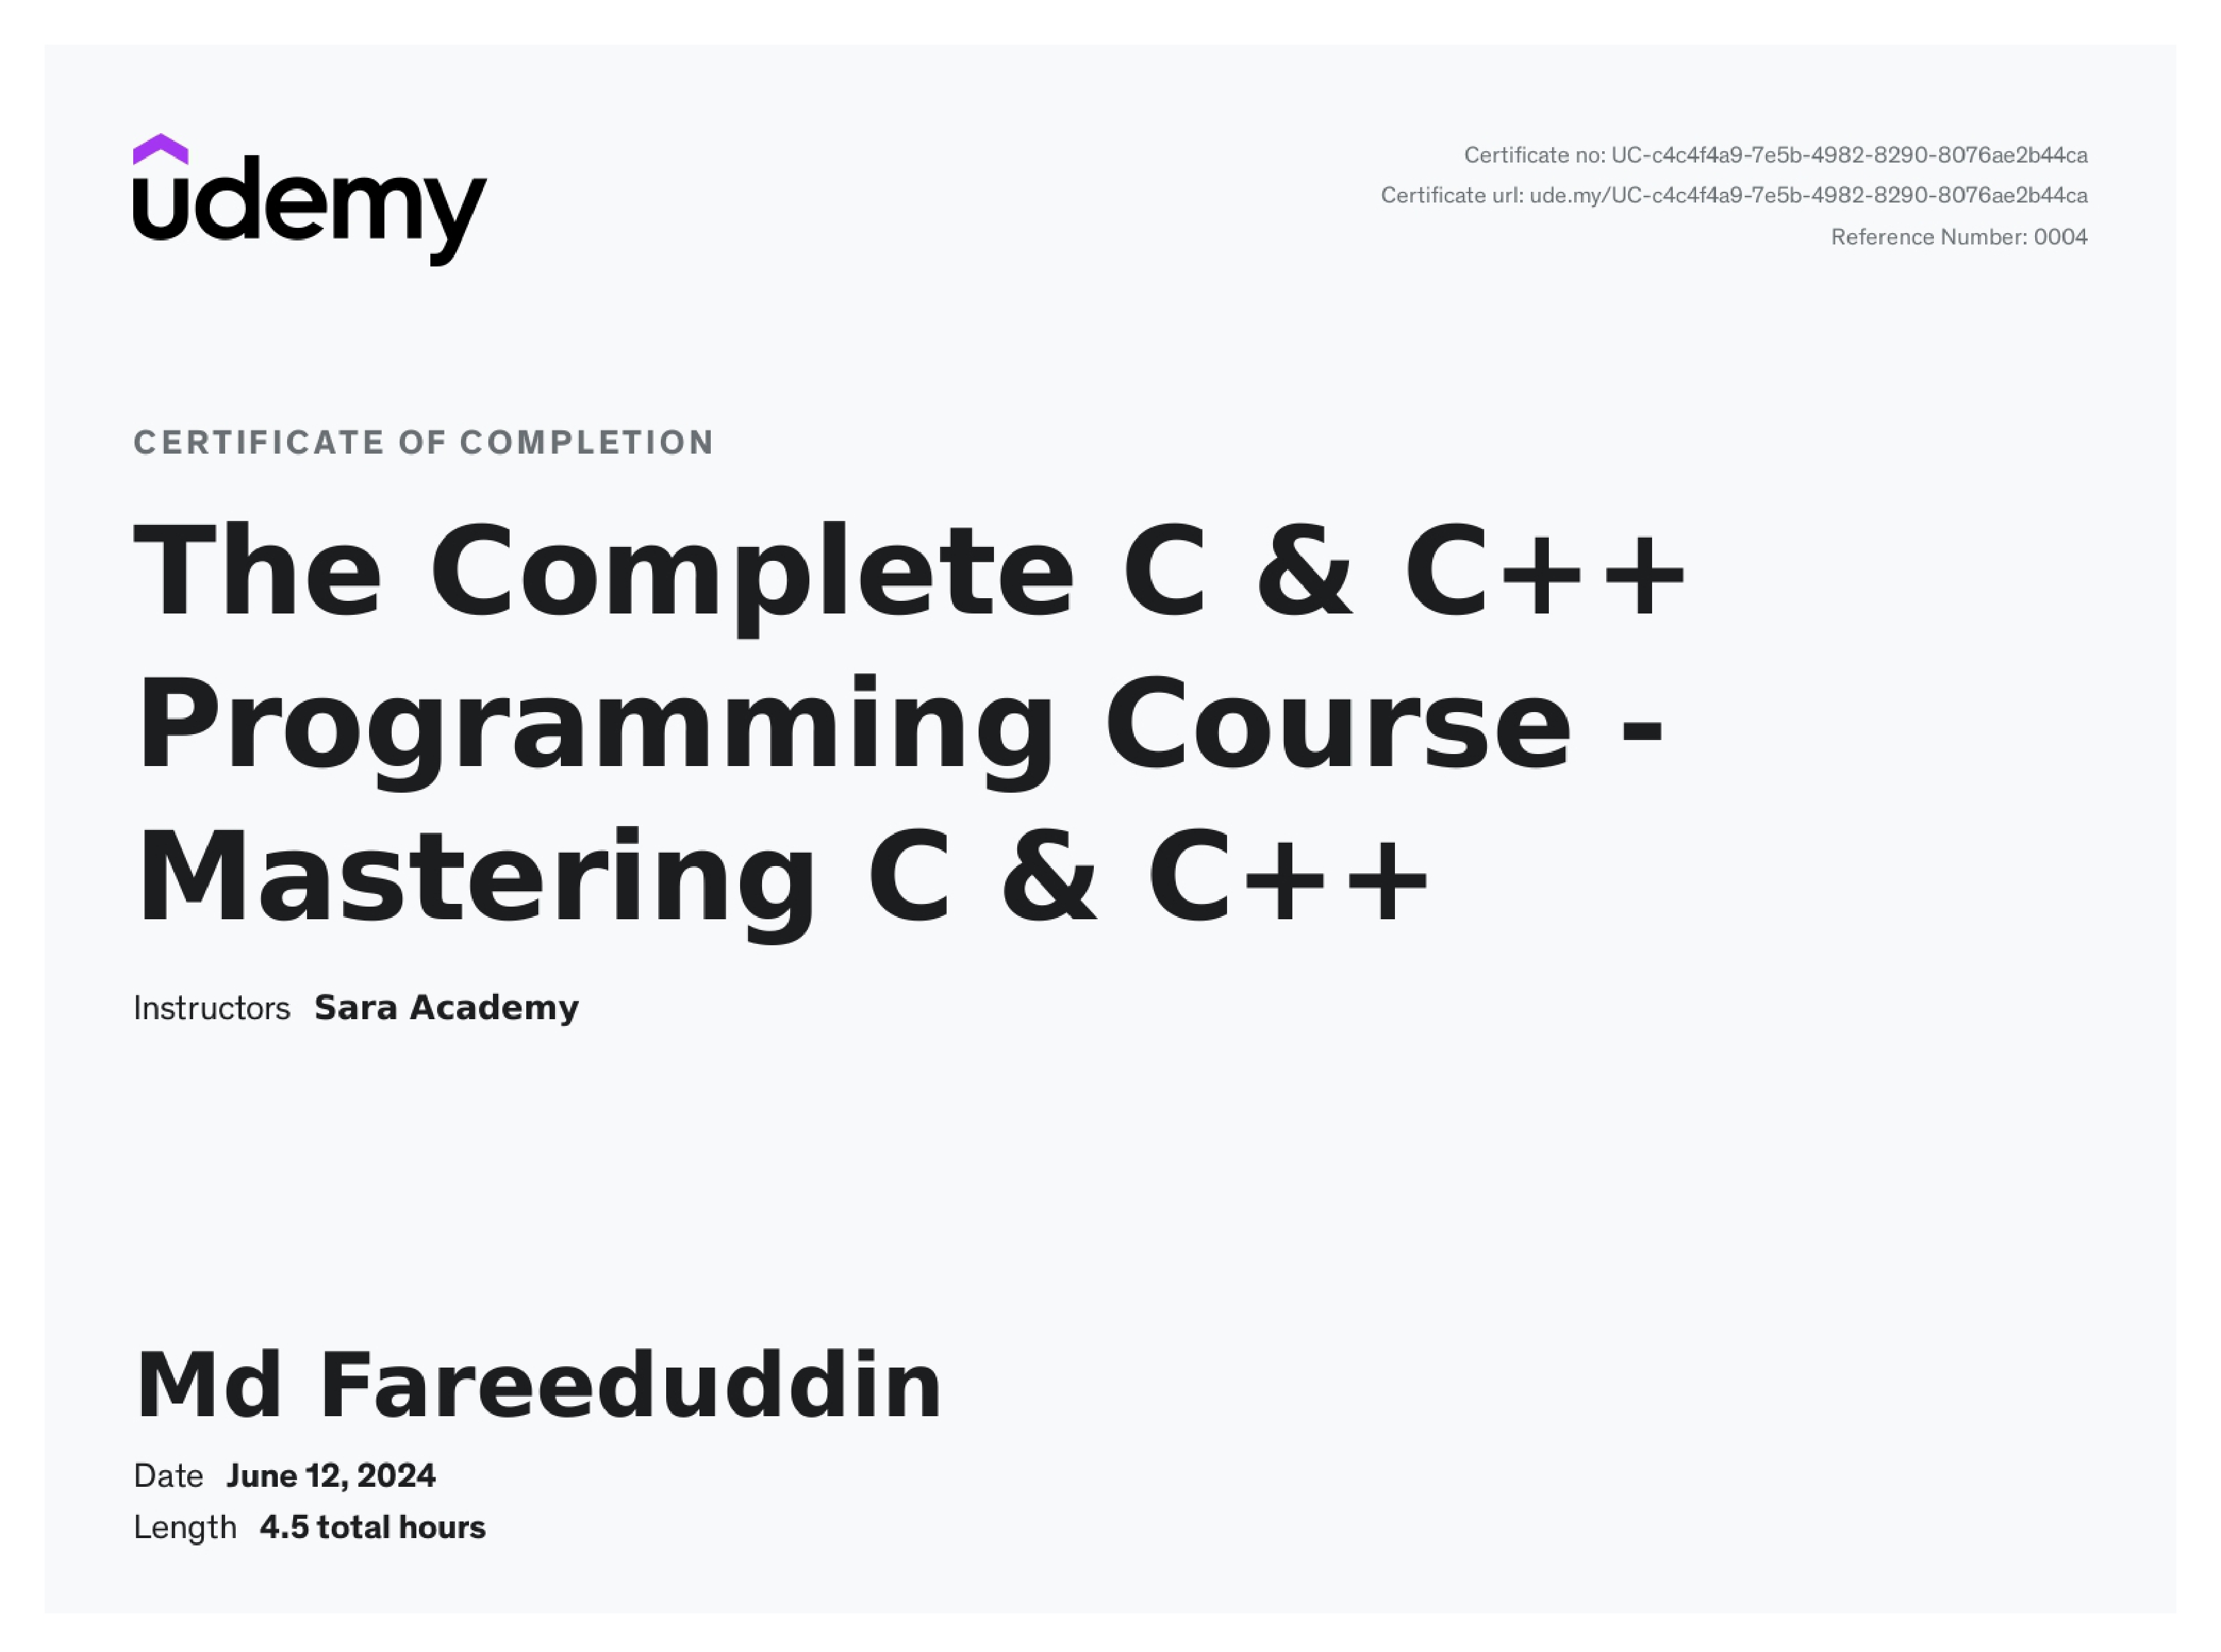 udemy
Certificate no: UC-c4c4f4a9-7e5b-4982-8290-8076ae2b44ca
Certificate url: ude.my/UC-c4c4f4a9-7e5b-4982-8290-8076ae2b44ca
Reference Number: 0004
CERTIFICATE OF COMPLETION
The Complete C & C++
Programming Course -
Mastering C & C++
Instructors Sara Academy
Md Fareeduddin
Date June 12, 2024
Length 4.5 total hours